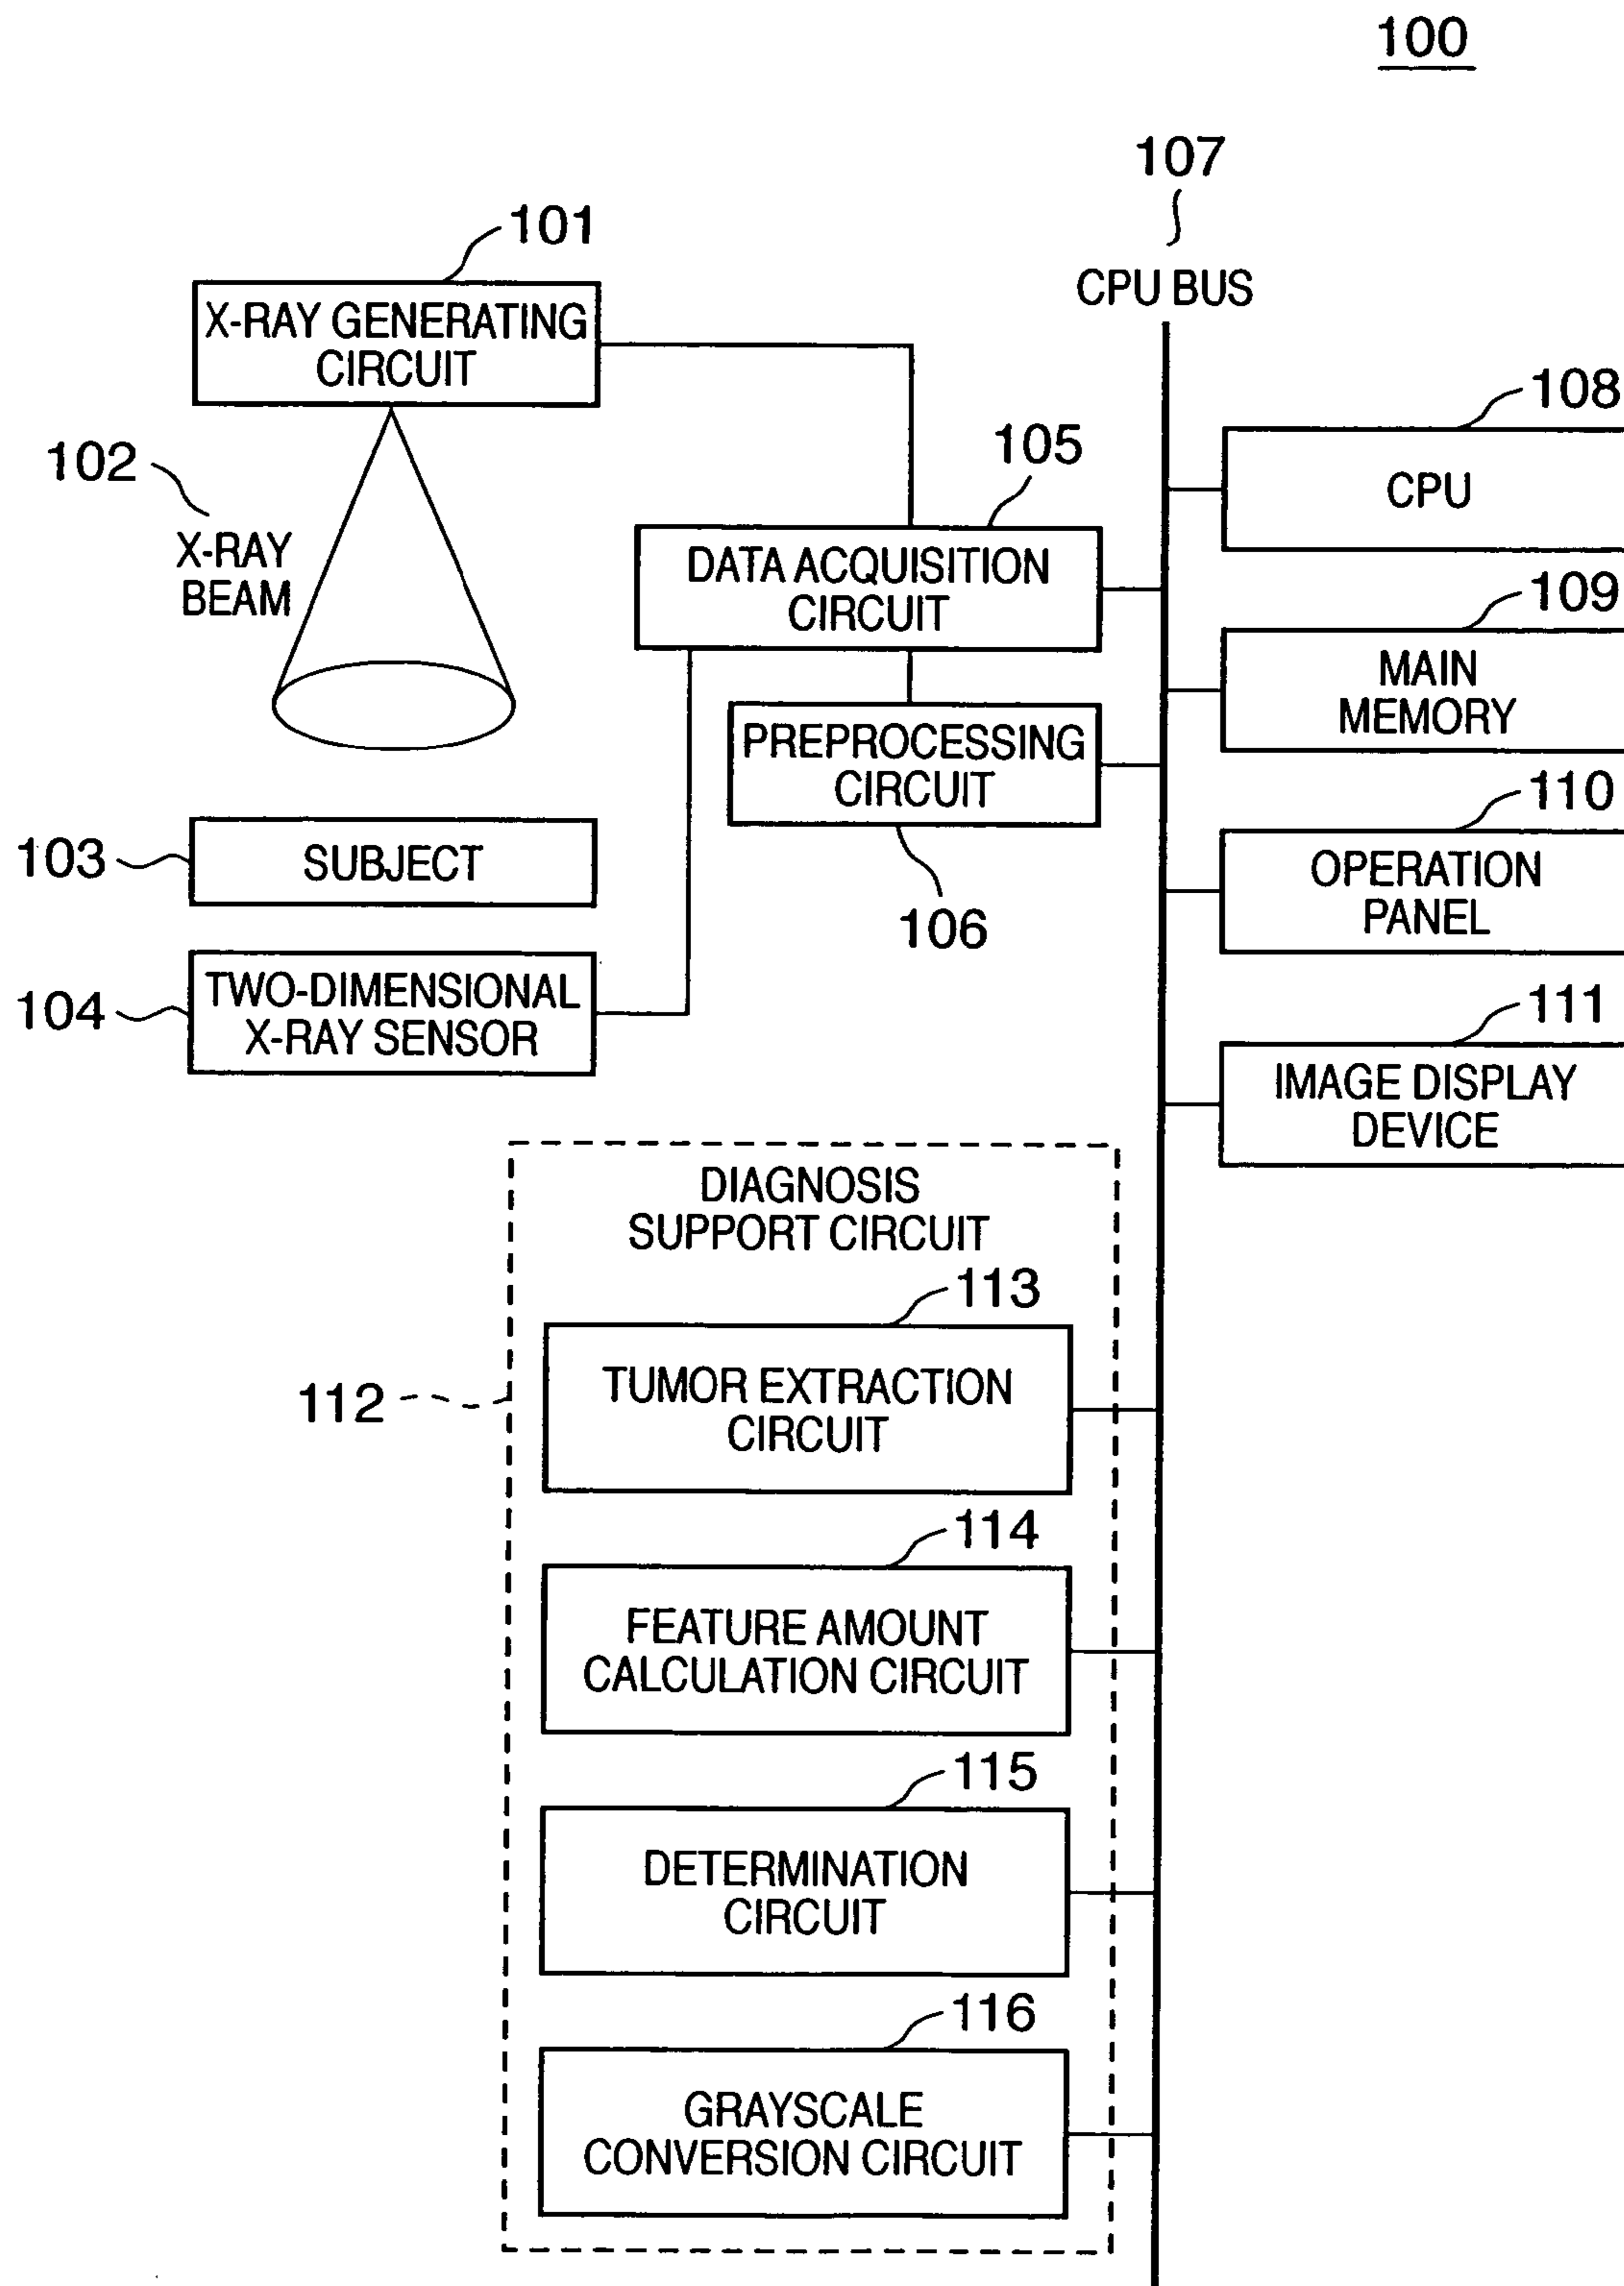 100
107
CPU BUS
101
X-RAY GENERATING
CIRCUIT
102
X-RAY
BEAM
105
DATA ACQUISITION
CIRCUIT
PREPROCESSING
CIRCUIT
106
103
SUBJECT
104
TWO-DIMENSIONAL
X-RAY SENSOR
108
CPU
109
MAIN
MEMORY
110
OPERATION
PANEL
111
IMAGE DISPLAY
DEVICE
112
DIAGNOSIS
SUPPORT CIRCUIT
113
TUMOR EXTRACTION
CIRCUIT
114
FEATURE AMOUNT
CALCULATION CIRCUIT
115
DETERMINATION
CIRCUIT
116
GRAYSCALE
CONVERSION CIRCUIT